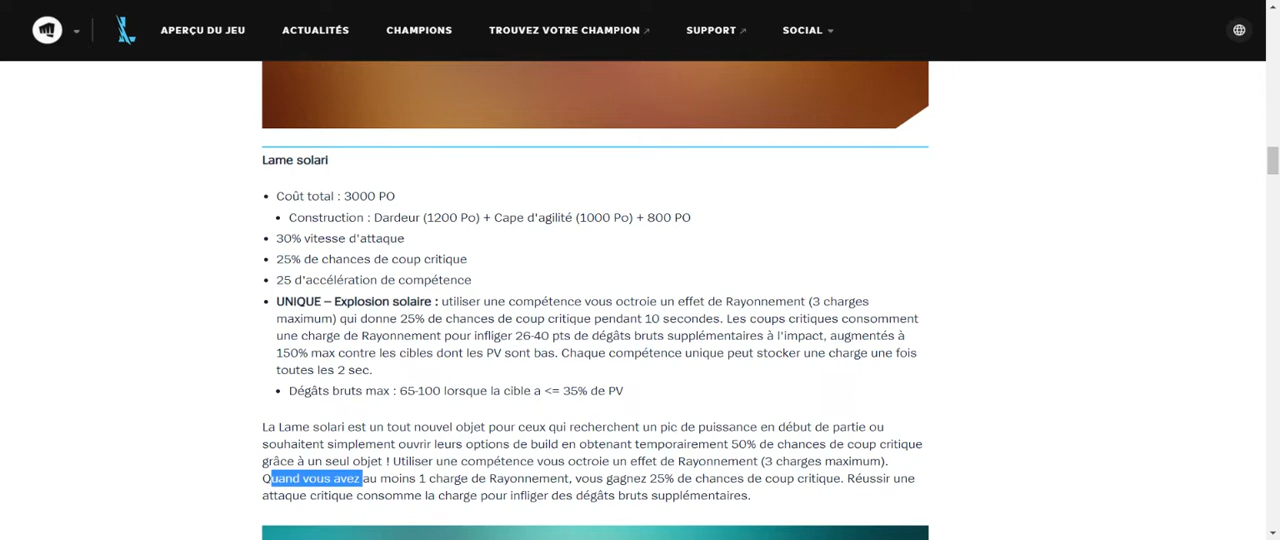 APERÇU DU JEU
ACTUALITÉS
CHAMPIONS
TROUVEZ VOTRE CHAMPION
SUPPORT
SOCIAL
Lame solari
Coût total : 3000 PO
Construction : Dardeur (1200 Po) + Cape d'agilité (1000 Po) + 800 PO
30% vitesse d'attaque
25% de chances de coup critique
25 d'accélération de compétence
UNIQUE – Explosion solaire : utiliser une compétence vous octroie un effet de Rayonnement (3 charges
maximum) qui donne 25% de chances de coup critique pendant 10 secondes. Les coups critiques consomment
une charge de Rayonnement pour infliger 26-40 pts de dégâts bruts supplémentaires à l'impact, augmentés à
150% max contre les cibles dont les PV sont bas. Chaque compétence unique peut stocker une charge une fois
toutes les 2 sec.
Dégâts bruts max : 65-100 lorsque la cible a <= 35% de PV
La Lame solari est un tout nouvel objet pour ceux qui recherchent un pic de puissance en début de partie ou
souhaitent simplement ouvrir leurs options de build en obtenant temporairement 50% de chances de coup critique
grâce à un seul objet ! Utiliser une compétence vous octroie un effet de Rayonnement (3 charges maximum).
Quand vous avez au moins 1 charge de Rayonnement, vous gagnez 25% de chances de coup critique. Réussir une
attaque critique consomme la charge pour infliger des dégâts bruts supplémentaires.